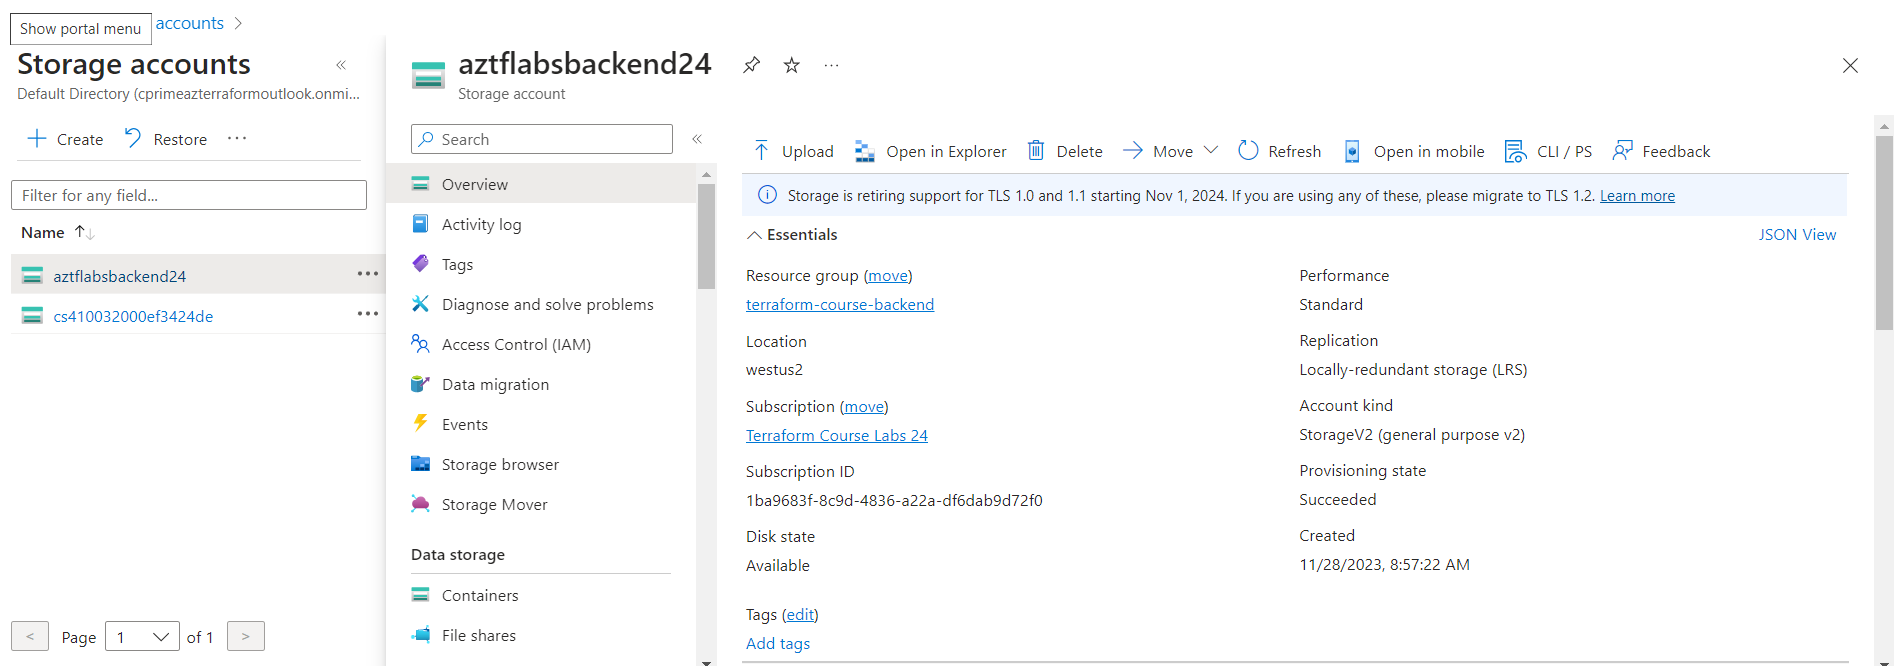 Show portal menu
accounts
Storage accounts
Default Directory (cprimeazterraformoutlook.onmi...
Create
Restore
Filter for any field...
Name
aztflabsbackend24
cs410032000ef3424de
< Page 1 of 1 >
aztflabsbackend24
Storage account
Search
Overview
Activity log
Tags
Diagnose and solve problems
Access Control (IAM)
Data migration
Events
Storage browser
Storage Mover
Data storage
Containers
File shares
Upload Open in Explorer Delete Move Refresh Open in mobile CLI / PS Feedback
Storage is retiring support for TLS 1.0 and 1.1 starting Nov 1, 2024. If you are using any of these, please migrate to TLS 1.2. Learn more
Essentials
JSON View
Resource group (move)
terraform-course-backend
Location
westus2
Subscription (move)
Terraform Course Labs 24
Subscription ID
1ba9683f-8c9d-4836-a22a-df6dab9d72f0
Disk state
Available
Performance
Standard
Replication
Locally-redundant storage (LRS)
Account kind
StorageV2 (general purpose v2)
Provisioning state
Succeeded
Created
11/28/2023, 8:57:22 AM
Tags (edit)
Add tags